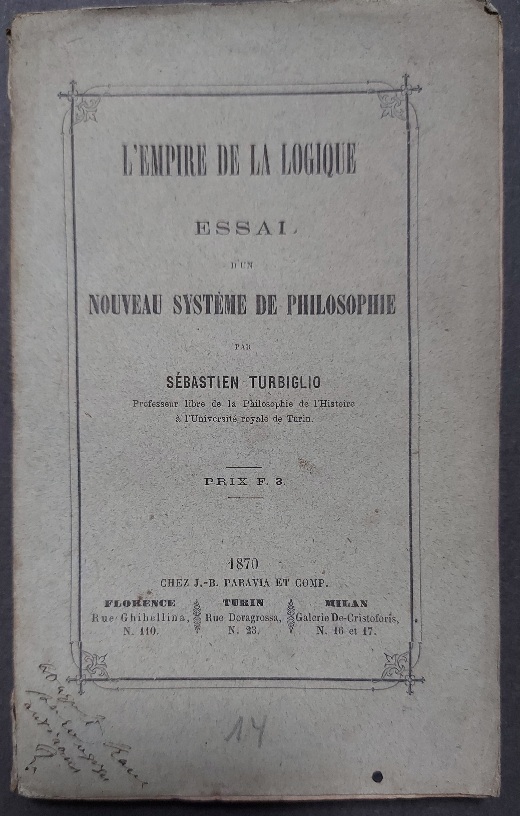 L'EMPIRE DE LA LOGIQUE
ESSAI
D'UN
NOUVEAU SYSTÈME DE PHILOSOPHIE
PAR
SÉBASTIEN TURBIGLIO
Professeur libre de la Philosophie de l'Histoire
à l'Université royale de Turin.
PRIX F. 3.
1870
CHEZ J.-B. PARAVIA ET COMP.
FLORENCE TURIN MILAN
Rue Ghibellina, Rue Doragrossa, Galerie De-Cristoforis,
N. 110. N. 23. N. 16 et 17.
14